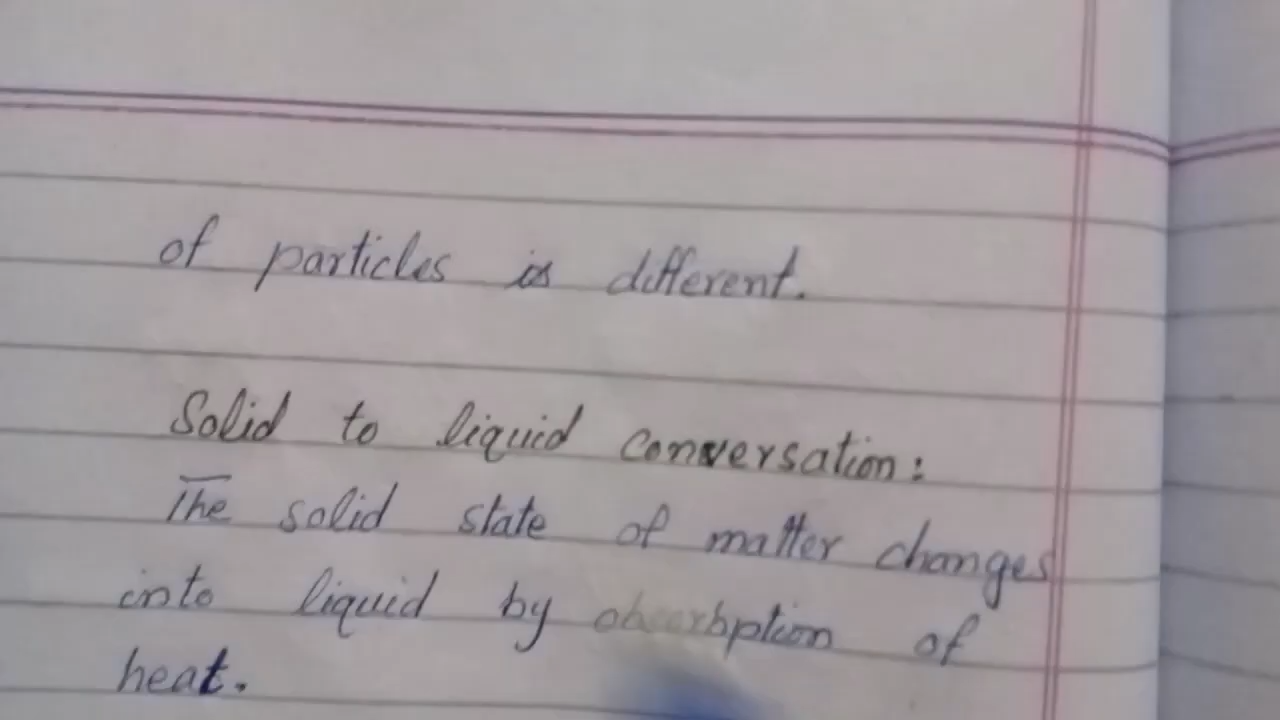 of particles is different.
Solid to liquid conversation:
The solid state of matter changes
into liquid by of
heat.